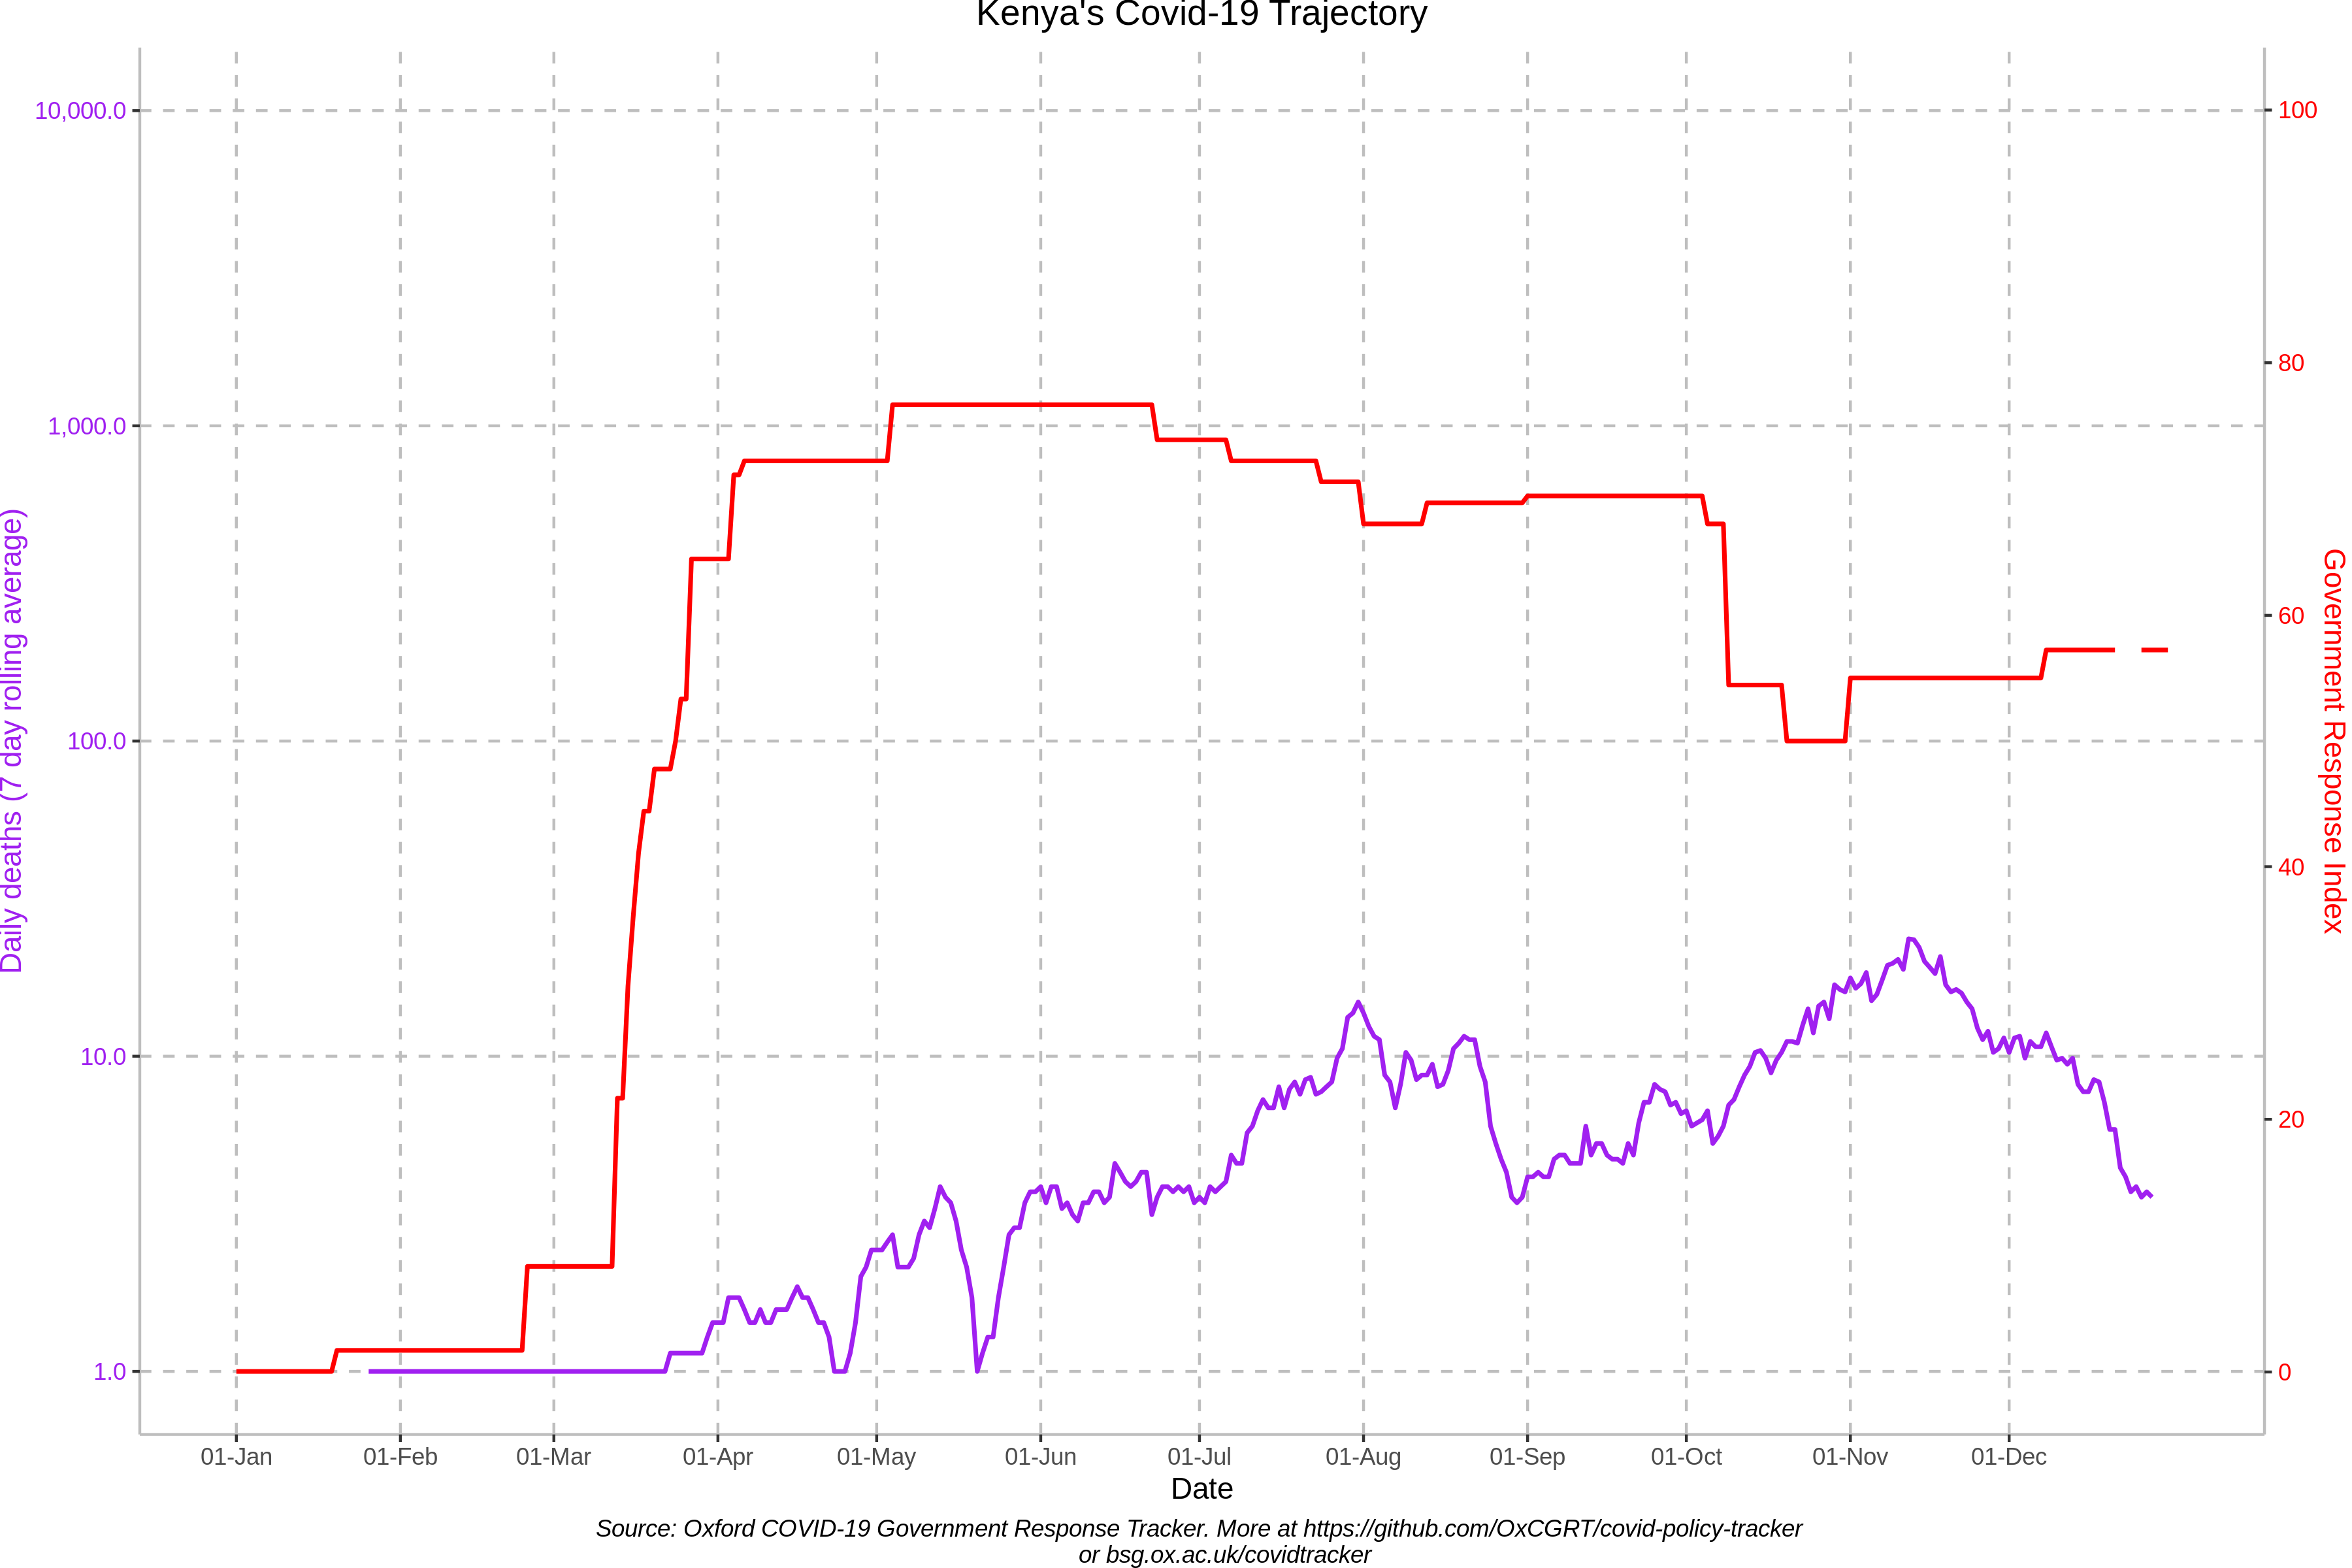 Kenya's Covid-19 Trajectory
10,000.0
1,000.0
100.0
10.0
1.0
Daily deaths (7 day rolling average)
100
80
60
40
20
0
Government Response Index
01-Jan 01-Feb 01-Mar 01-Apr 01-May 01-Jun 01-Jul 01-Aug 01-Sep 01-Oct 01-Nov 01-Dec
Date
Source: Oxford COVID-19 Government Response Tracker. More at https://github.com/OxCGRT/covid-policy-tracker
or bsg.ox.ac.uk/covidtracker